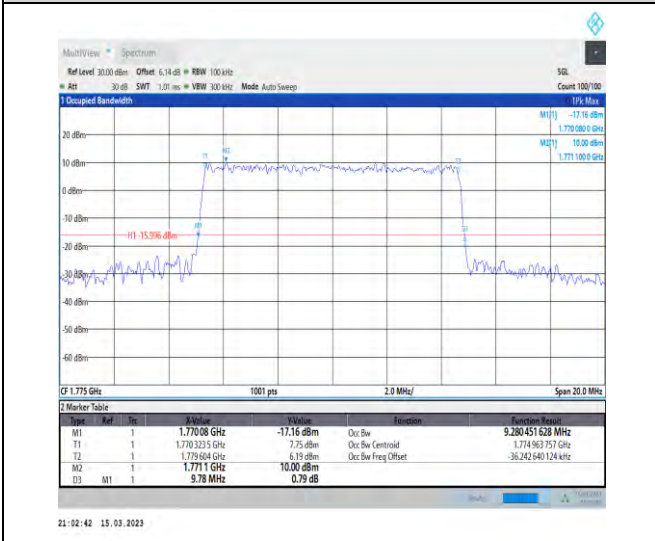 MultiView Spectrum
Ref Level 30.00 dBm Offset 6.14 dB RBW 100 kHz SGL
Att 30 dB SWT 1.01 ms VBW 300 kHz Mode Auto Sweep Count 100/100
1 Occupied Bandwidth 1Pk Max
M1[1] -17.16 dBm
1.770 080 0 GHz
M2[1] 10.00 dBm
1.771 100 0 GHz
20 dBm
10 dBm
0 dBm
-10 dBm
H1 -15.996 dBm
-20 dBm
-30 dBm
-40 dBm
-50 dBm
-60 dBm
T1
M2
T2
M1
D3
CF 1.775 GHz 1001 pts 2.0 MHz/ Span 20.0 MHz
2 Marker Table
Type Ref Trc X-Value Y-Value Function Function Result
M1 1 1.77008 GHz -17.16 dBm Occ Bw 9.280 451 628 MHz
T1 1 1.770 323 5 GHz 7.75 dBm Occ Bw Centroid 1.774 963 757 GHz
T2 1 1.779 604 GHz 6.19 dBm Occ Bw Freq Offset -36.242 640 124 kHz
M2 1 1.771 1 GHz 10.00 dBm
D3 M1 1 9.78 MHz 0.79 dB
21:02:42 15.03.2023